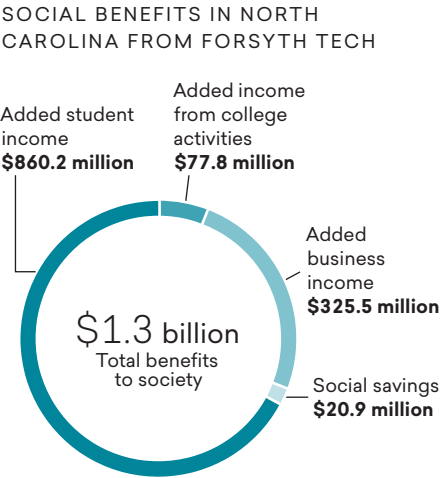 SOCIAL BENEFITS IN NORTH
CAROLINA FROM FORSYTH TECH
Added student
income
$860.2 million
Added income
from college
activities
$77.8 million
Added
business
income
$325.5 million
$1.3 billion
Total benefits
to society
Social savings
$20.9 million